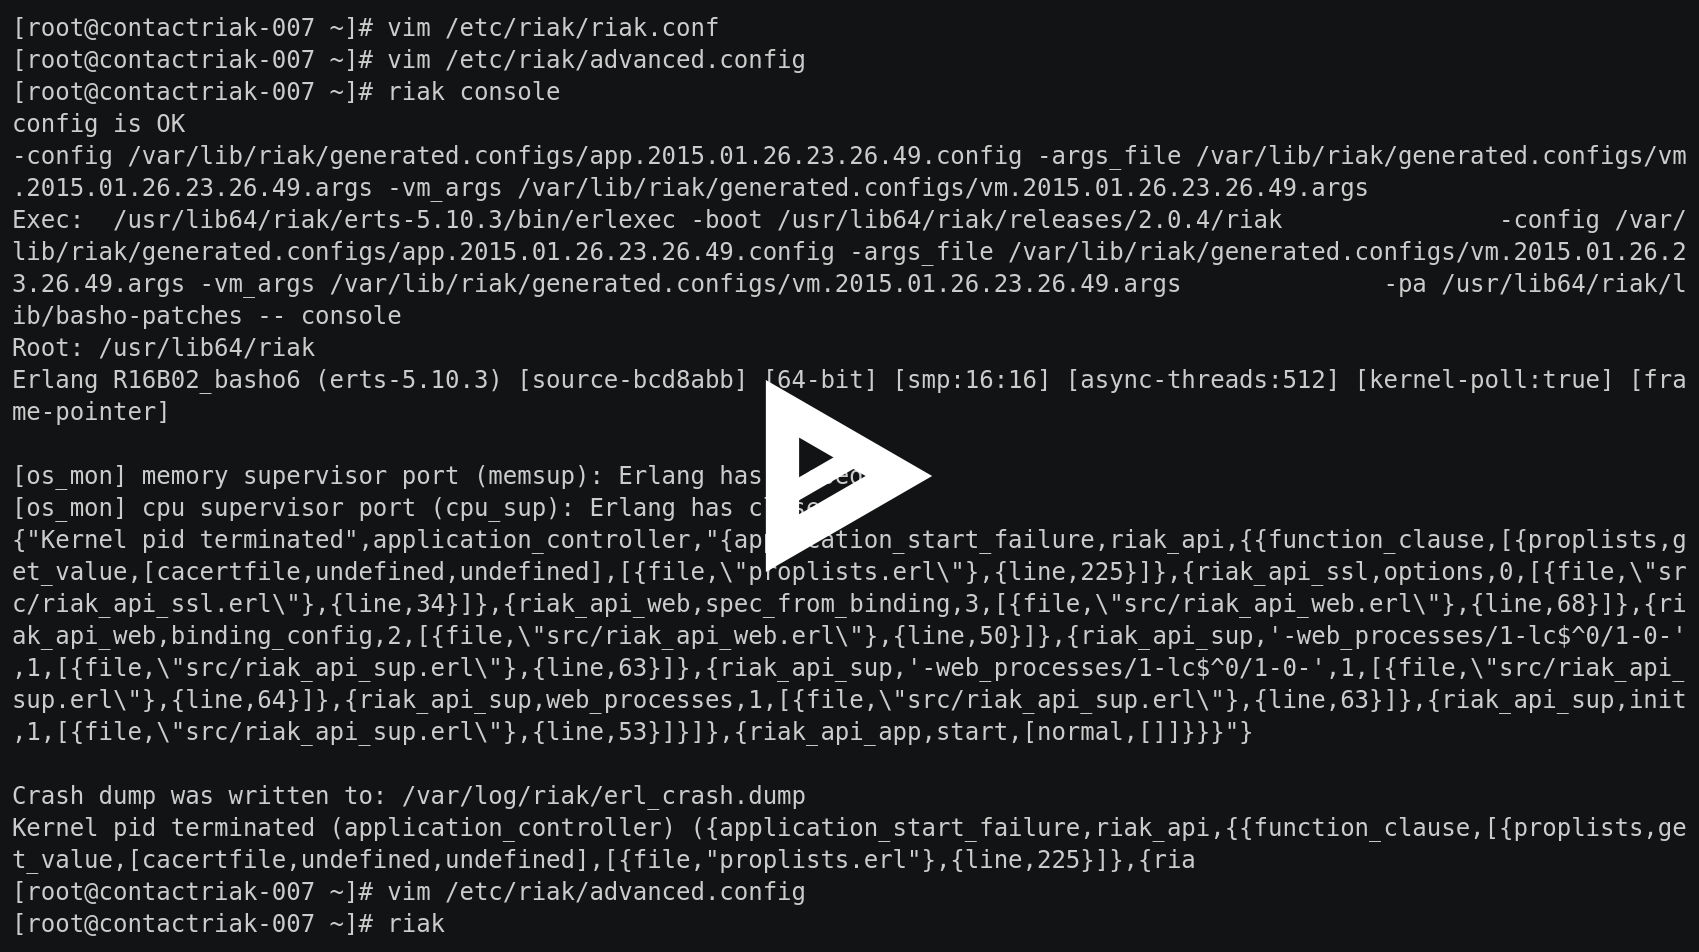 [root@contactriak-007 ~]# vim /etc/riak/riak.conf
[root@contactriak-007 ~]# vim /etc/riak/advanced.config
[root@contactriak-007 ~]# riak console
config is OK
-config /var/lib/riak/generated.configs/app.2015.01.26.23.26.49.config -args_file /var/lib/riak/generated.configs/vm
.2015.01.26.23.26.49.args -vm_args /var/lib/riak/generated.configs/vm.2015.01.26.23.26.49.args
Exec:  /usr/lib64/riak/erts-5.10.3/bin/erlexec -boot /usr/lib64/riak/releases/2.0.4/riak               -config /var/
lib/riak/generated.configs/app.2015.01.26.23.26.49.config -args_file /var/lib/riak/generated.configs/vm.2015.01.26.2
3.26.49.args -vm_args /var/lib/riak/generated.configs/vm.2015.01.26.23.26.49.args              -pa /usr/lib64/riak/l
ib/basho-patches -- console
Root: /usr/lib64/riak
Erlang R16B02_basho6 (erts-5.10.3) [source-bcd8abb] [64-bit] [smp:16:16] [async-threads:512] [kernel-poll:true] [fra
me-pointer]
[os_mon] memory supervisor port (memsup): Erlang has
[os_mon] cpu supervisor port (cpu_sup): Erlang has
{"Kernel pid terminated",application_controller,"{application_start_failure,riak_api,{{function_clause,[{proplists,g
et_value,[cacertfile,undefined,undefined],[{file,\"proplists.erl\"},{line,225}]},{riak_api_ssl,options,0,[{file,\"sr
c/riak_api_ssl.erl\"},{line,34}]},{riak_api_web,spec_from_binding,3,[{file,\"src/riak_api_web.erl\"},{line,68}]},{ri
ak_api_web,binding_config,2,[{file,\"src/riak_api_web.erl\"},{line,50}]},{riak_api_sup,'-web_processes/1-lc$^0/1-0-'
,1,[{file,\"src/riak_api_sup.erl\"},{line,63}]},{riak_api_sup,'-web_processes/1-lc$^0/1-0-',1,[{file,\"src/riak_api_
sup.erl\"},{line,64}]},{riak_api_sup,web_processes,1,[{file,\"src/riak_api_sup.erl\"},{line,63}]},{riak_api_sup,init
,1,[{file,\"src/riak_api_sup.erl\"},{line,53}]}]},{riak_api_app,start,[normal,[]]}}}"}
Crash dump was written to: /var/log/riak/erl_crash.dump
Kernel pid terminated (application_controller) ({application_start_failure,riak_api,{{function_clause,[{proplists,ge
t_value,[cacertfile,undefined,undefined],[{file,"proplists.erl"},{line,225}]},{ria
[root@contactriak-007 ~]# vim /etc/riak/advanced.config
[root@contactriak-007 ~]# riak